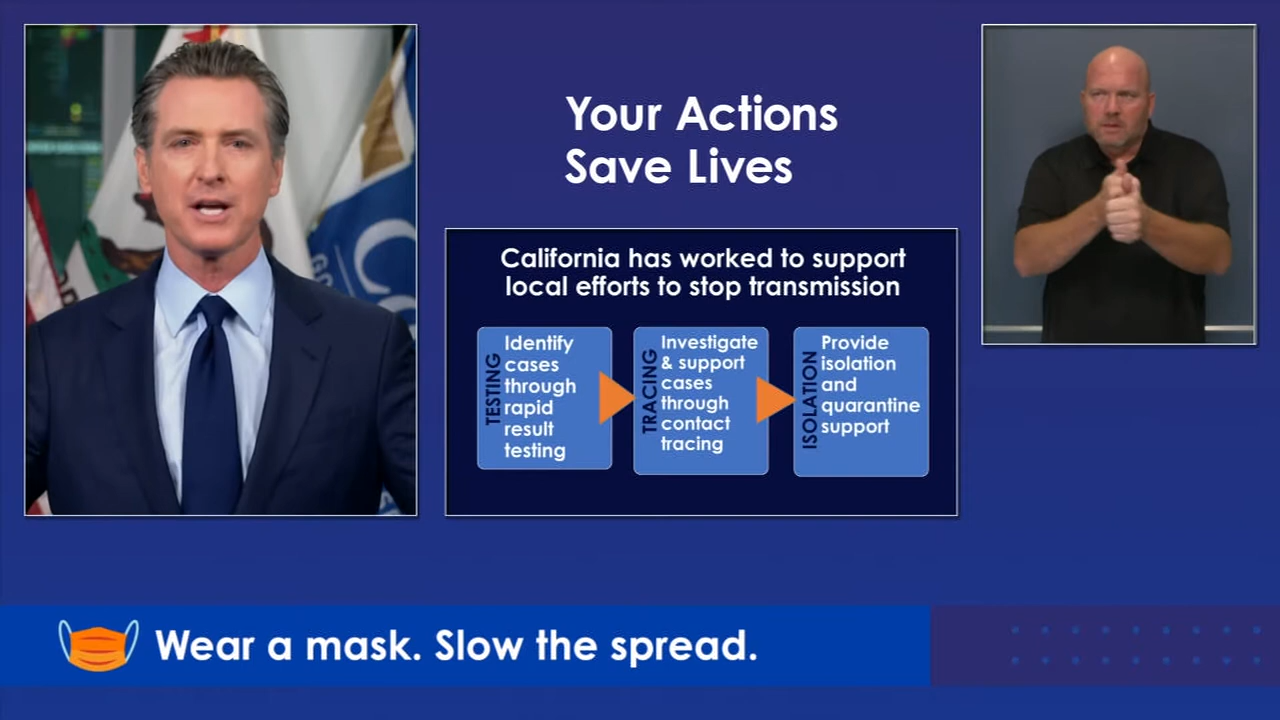 Your Actions
Save Lives
California has worked to support
local efforts to stop transmission
TESTING
Identify
cases
through
rapid
result
testing
TRACING
Investigate
& support
cases
through
contact
tracing
ISOLATION
Provide
isolation
and
quarantine
support
Wear a mask. Slow the spread.